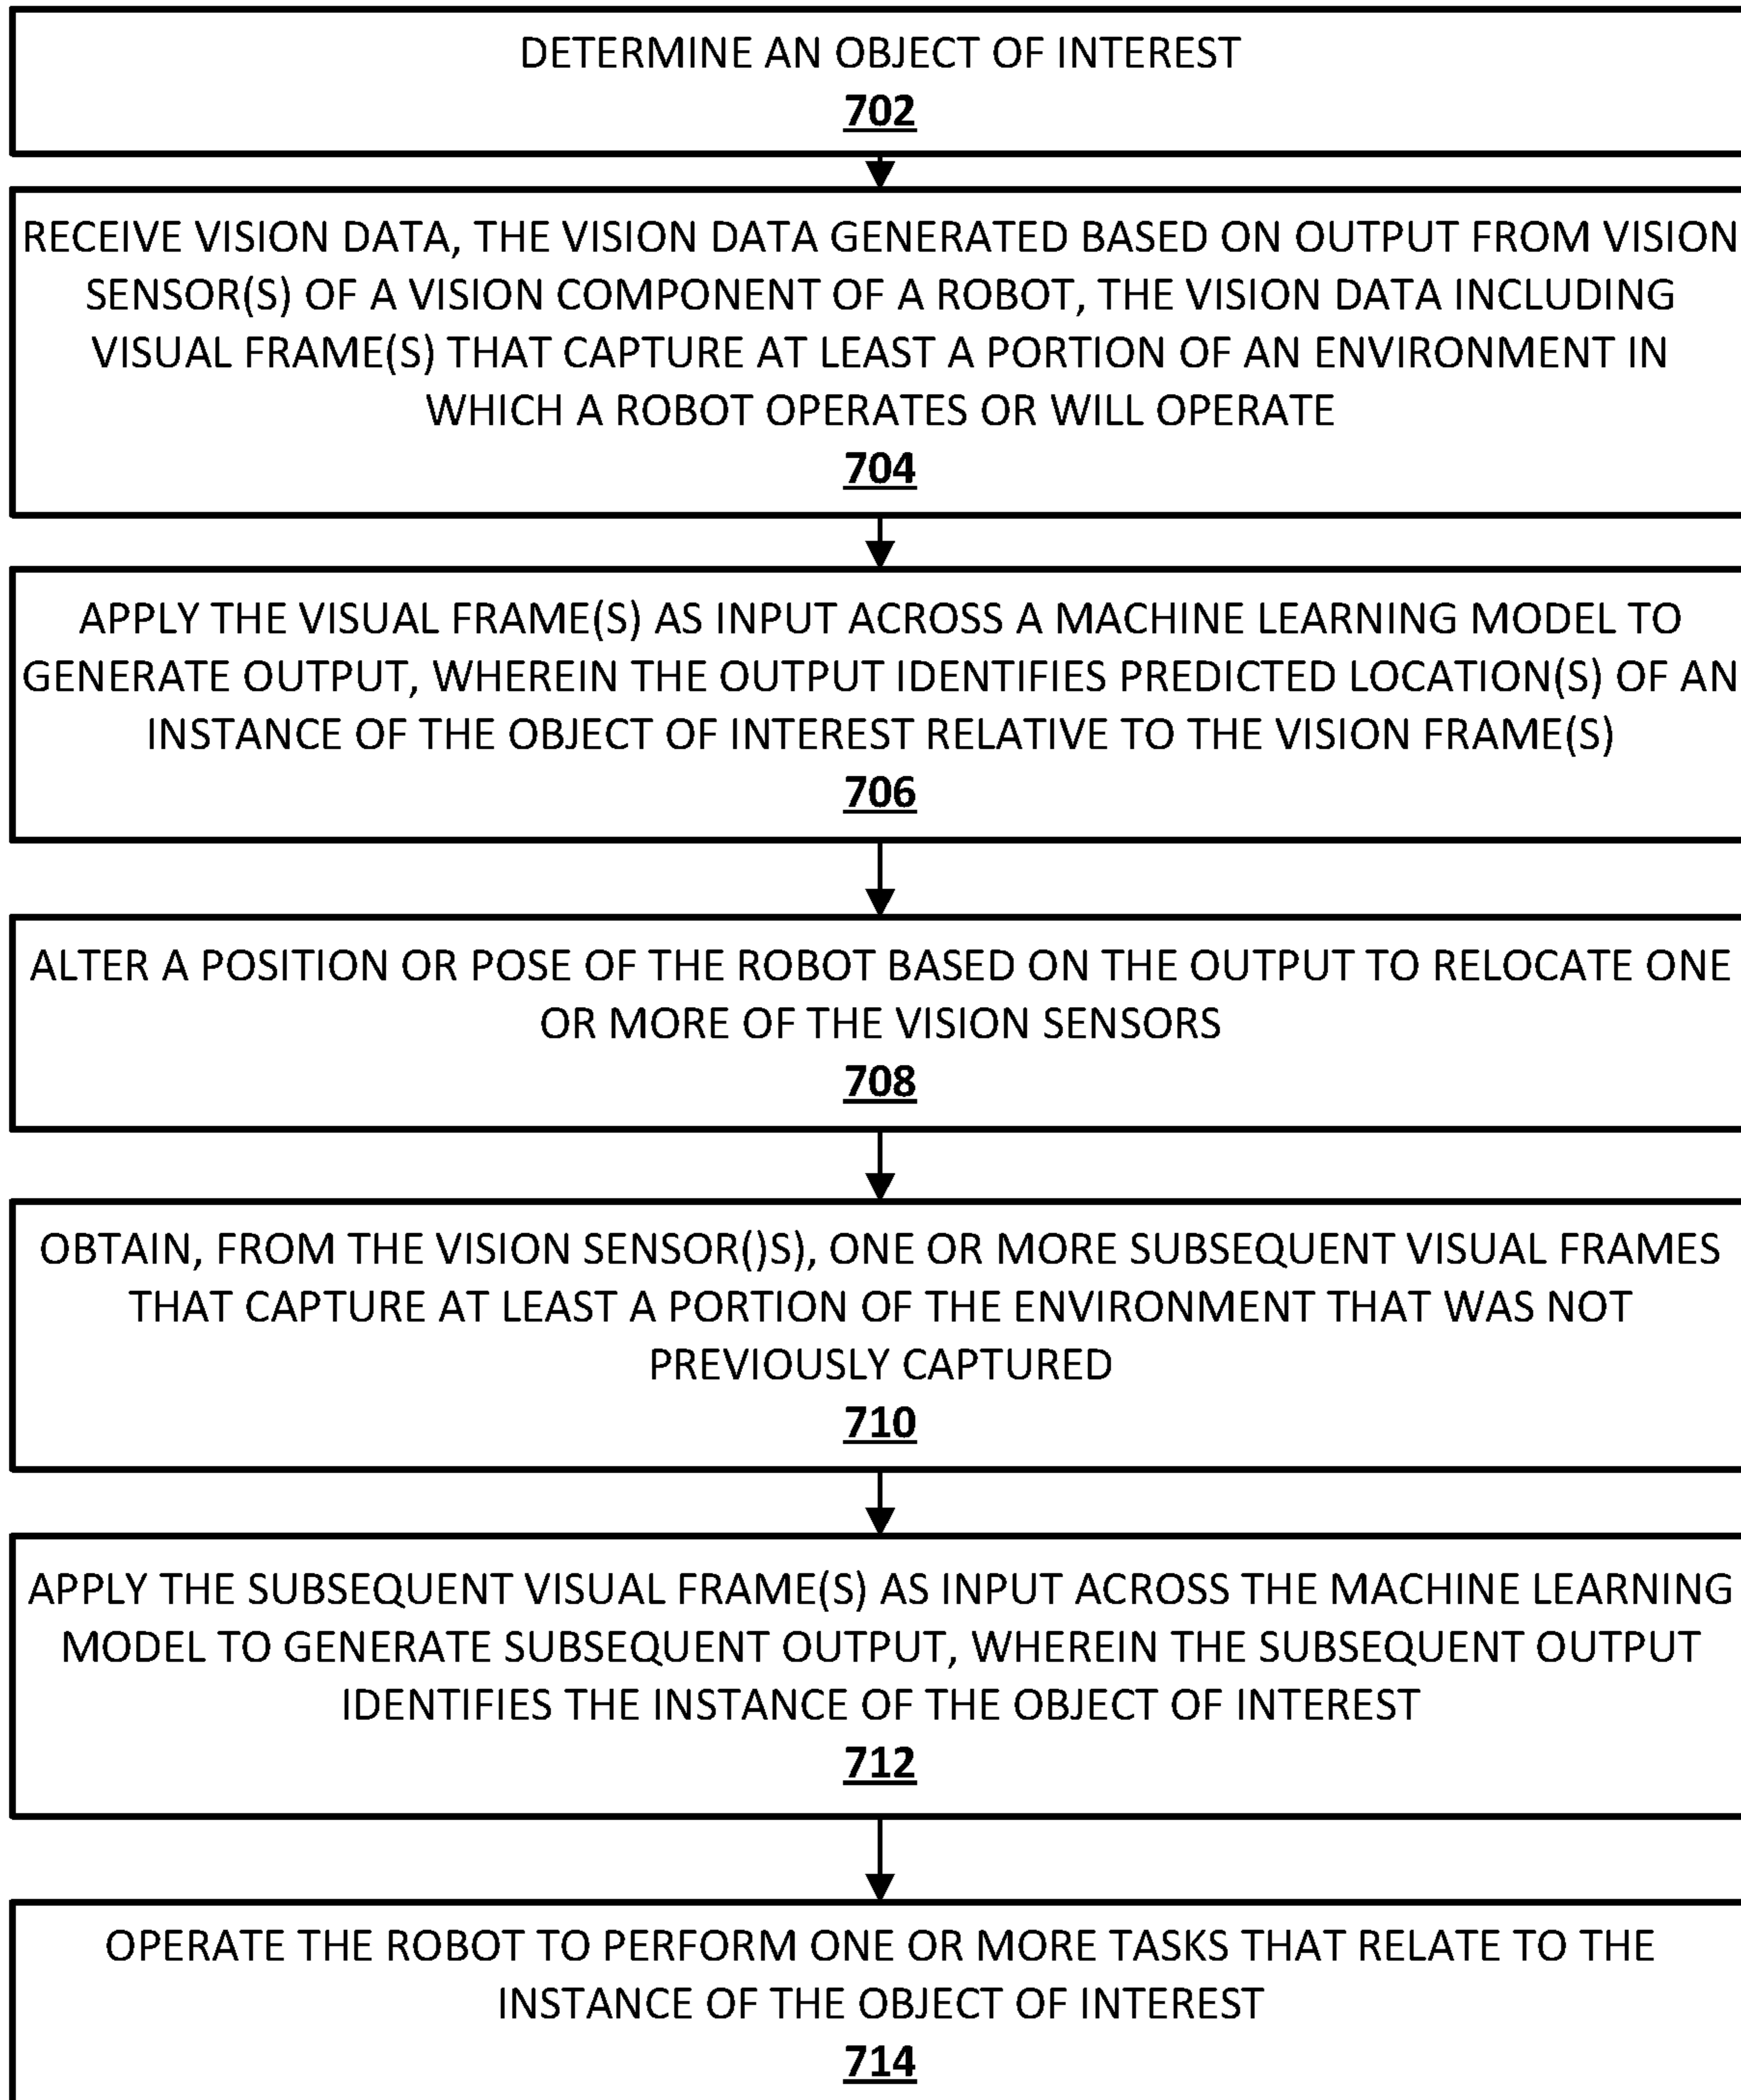 DETERMINE AN OBJECT OF INTEREST
702
RECEIVE VISION DATA, THE VISION DATA GENERATED BASED ON OUTPUT FROM VISION
SENSOR(S) OF A VISION COMPONENT OF A ROBOT, THE VISION DATA INCLUDING
VISUAL FRAME(S) THAT CAPTURE AT LEAST A PORTION OF AN ENVIRONMENT IN
WHICH A ROBOT OPERATES OR WILL OPERATE
704
APPLY THE VISUAL FRAME(S) AS INPUT ACROSS A MACHINE LEARNING MODEL TO
GENERATE OUTPUT, WHEREIN THE OUTPUT IDENTIFIES PREDICTED LOCATION(S) OF AN
INSTANCE OF THE OBJECT OF INTEREST RELATIVE TO THE VISION FRAME(S)
706
ALTER A POSITION OR POSE OF THE ROBOT BASED ON THE OUTPUT TO RELOCATE ONE
OR MORE OF THE VISION SENSORS
708
OBTAIN, FROM THE VISION SENSOR()S), ONE OR MORE SUBSEQUENT VISUAL FRAMES
THAT CAPTURE AT LEAST A PORTION OF THE ENVIRONMENT THAT WAS NOT
PREVIOUSLY CAPTURED
710
APPLY THE SUBSEQUENT VISUAL FRAME(S) AS INPUT ACROSS THE MACHINE LEARNING
MODEL TO GENERATE SUBSEQUENT OUTPUT, WHEREIN THE SUBSEQUENT OUTPUT
IDENTIFIES THE INSTANCE OF THE OBJECT OF INTEREST
712
OPERATE THE ROBOT TO PERFORM ONE OR MORE TASKS THAT RELATE TO THE
INSTANCE OF THE OBJECT OF INTEREST
714